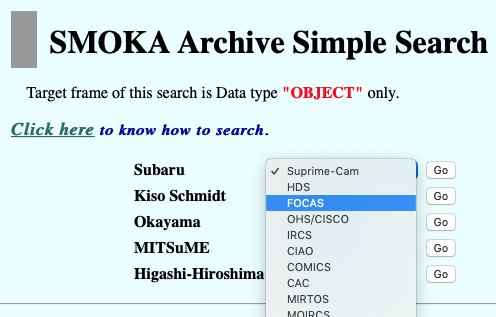 SMOKA Archive Simple Search
Target frame of this search is Data type "OBJECT" only.
Click here to know how to search.
Subaru ✓ Suprime-Cam Go
HDS
Kiso Schmidt FOCAS Go
OHS/CISCO
Okayama IRCS Go
CIAO
MITSuME COMICS Go
Higashi-Hiroshima CAC Go
MIRTOS
MOIRCS